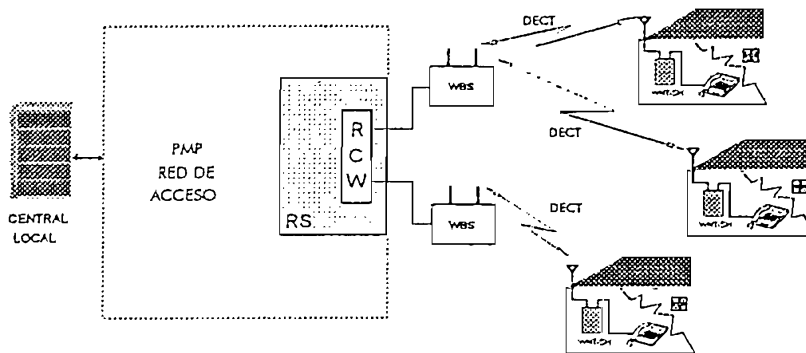 CENTRAL
LOCAL
PMP
RED DE
ACCESO
RS
R
C
W
WBS
WBS
DECT
DECT
DECT